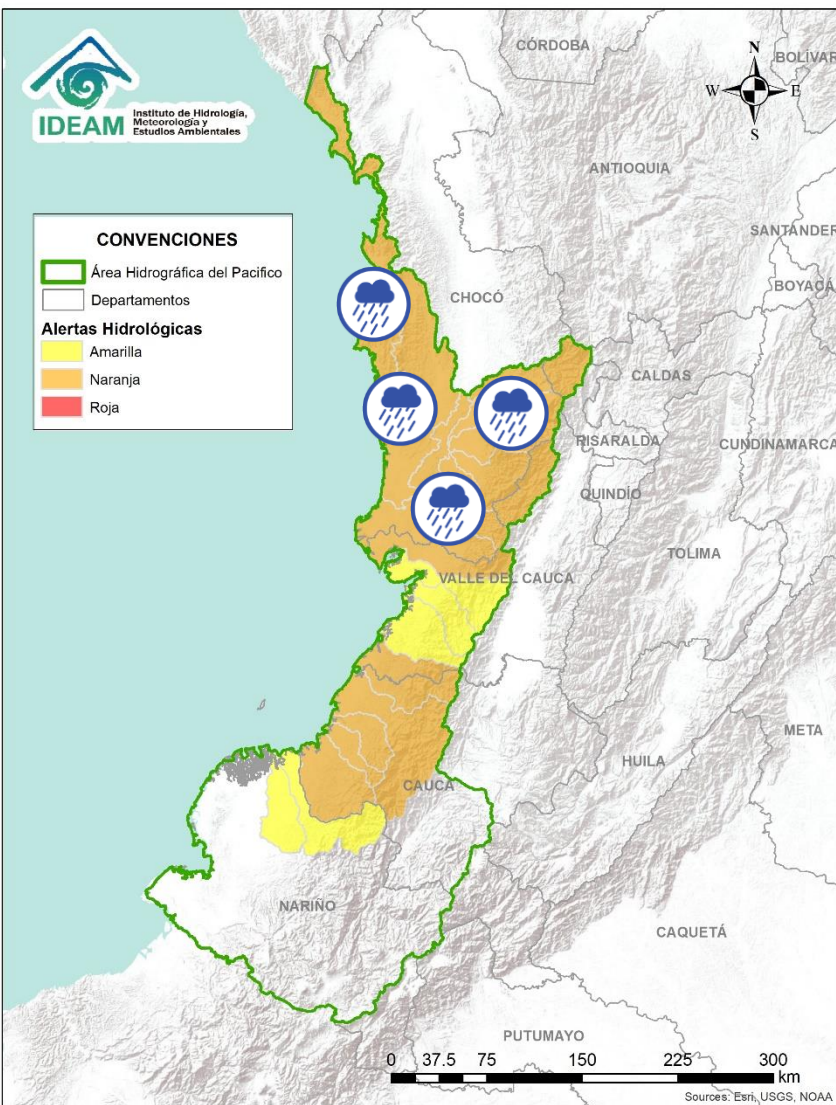 IDEAM
Instituto de Hidrología,
Meteorología y
Estudios Ambientales
CÓRDOBA
BOLÍVAR
N
W
E
S
ANTIOQUIA
SANTANDER
BOYACÁ
CHOCÓ
CALDAS
RISARALDA
CUNDINAMARCA
QUINDÍO
TOLIMA
VALLE DEL CAUCA
META
HUILA
CAUCA
NARIÑO
CAQUETÁ
PUTUMAYO
CONVENCIONES
Área Hidrográfica del Pacifico
Departamentos
Alertas Hidrológicas
Amarilla
Naranja
Roja
0 37.5 75 150 225 300
km
Sources: Esri, USGS, NOAA